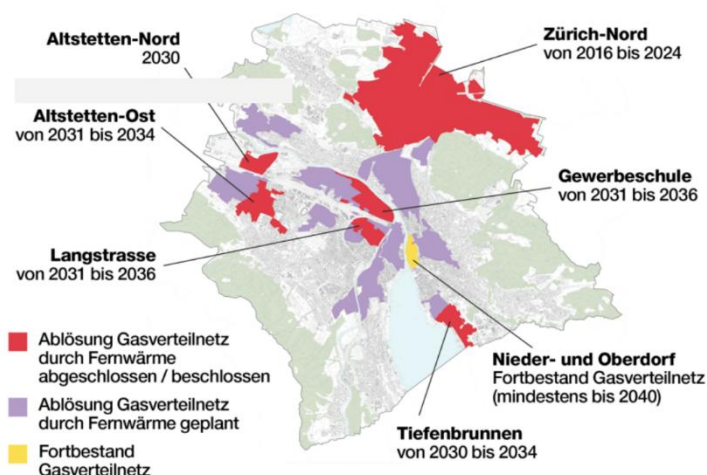 Altstetten-Nord
2030
Zürich-Nord
von 2016 bis 2024
Altstetten-Ost
von 2031 bis 2034
Gewerbeschule
von 2031 bis 2036
Langstrasse
von 2031 bis 2036
Nieder- und Oberdorf
Fortbestand Gasverteilnetz
(mindestens bis 2040)
Tiefenbrunnen
von 2030 bis 2034
Ablösung Gasverteilnetz
durch Fernwärme
abgeschlossen / beschlossen
Ablösung Gasverteilnetz
durch Fernwärme geplant
Fortbestand
Gasverteilnetz